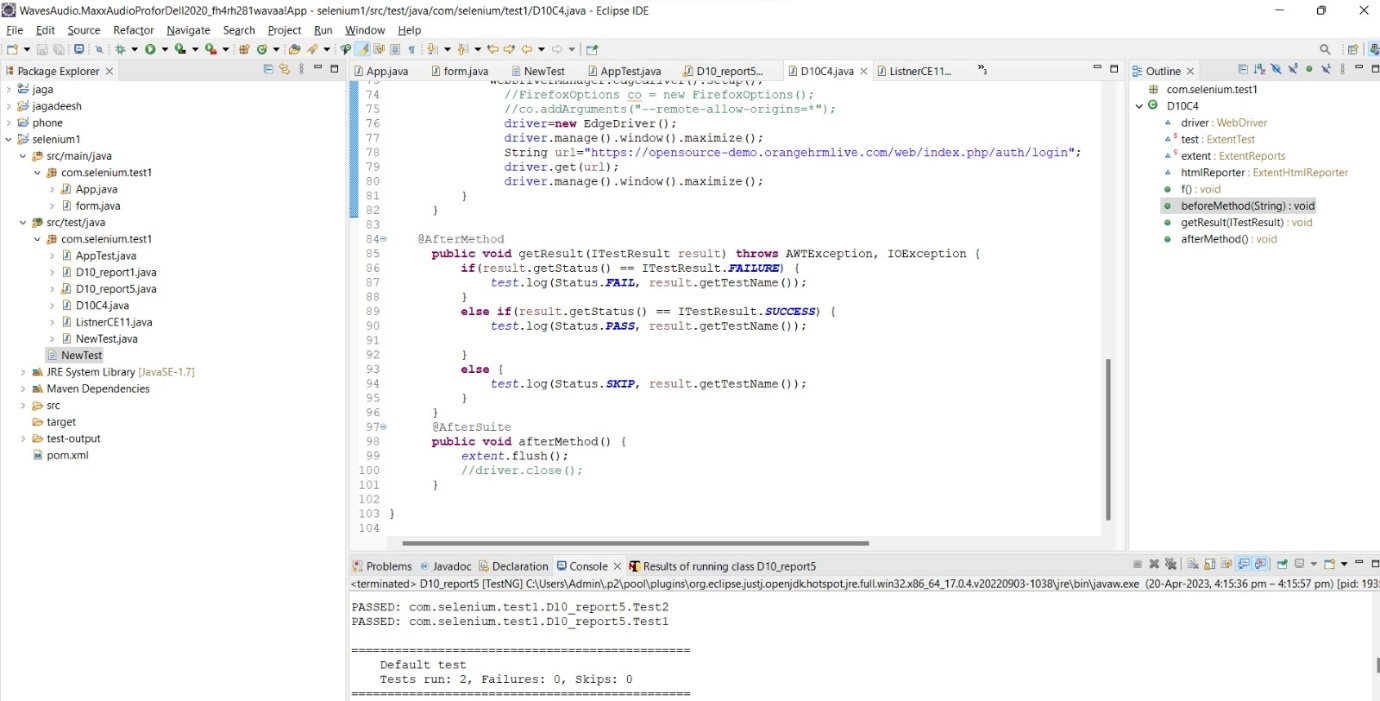 WavesAudio.MaxxAudioProforDell2020_fh4rh281wavaa!App - selenium1/src/test/java/com/selenium/test1/D10C4.java - Eclipse IDE
File Edit Source Refactor Navigate Search Project Run Window Help
Package Explorer
jaga
jagadeesh
phone
selenium1
src/main/java
com.selenium.test1
App.java
form.java
src/test/java
com.selenium.test1
AppTest.java
D10_report1.java
D10_report5.java
D10C4.java
ListnerCE11.java
NewTest.java
NewTest
JRE System Library [JavaSE-1.7]
Maven Dependencies
src
target
test-output
pom.xml
App.java form.java NewTest AppTest.java D10_report5... D10C4.java ListnerCE11...
74 //FirefoxOptions co = new FirefoxOptions();
75 //co.addArguments("--remote-allow-origins=*");
76 driver=new EdgeDriver();
77 driver.manage().window().maximize();
78 String url="https://opensource-demo.orangehrmlive.com/web/index.php/auth/login";
79 driver.get(url);
80 driver.manage().window().maximize();
81 }
82 }
83
84 @AfterMethod
85 public void getResult(ITestResult result) throws AWTException, IOException {
86 if(result.getStatus() == ITestResult.FAILURE) {
87 test.log(Status.FAIL, result.getTestName());
88 }
89 else if(result.getStatus() == ITestResult.SUCCESS) {
90 test.log(Status.PASS, result.getTestName());
91
92 }
93 else {
94 test.log(Status.SKIP, result.getTestName());
95 }
96 }
97 @AfterSuite
98 public void afterMethod() {
99 extent.flush();
100 //driver.close();
101 }
102
103 }
104
Outline
com.selenium.test1
D10C4
driver : WebDriver
test : ExtentTest
extent : ExtentReports
htmlReporter : ExtentHtmlReporter
f() : void
beforeMethod(String) : void
getResult(ITestResult) : void
afterMethod() : void
Problems Javadoc Declaration Console Results of running class D10_report5
<terminated> D10_report5 [TestNG] C:\Users\Admin\.p2\pool\plugins\org.eclipse.justj.openjdk.hotspot.jre.full.win32.x86_64_17.0.4.v20220903-1038\jre\bin\javaw.exe (20-Apr-2023, 4:15:36 pm – 4:15:57 pm) [pid: 193
PASSED: com.selenium.test1.D10_report5.Test2
PASSED: com.selenium.test1.D10_report5.Test1
===============================================
Default test
Tests run: 2, Failures: 0, Skips: 0
===============================================